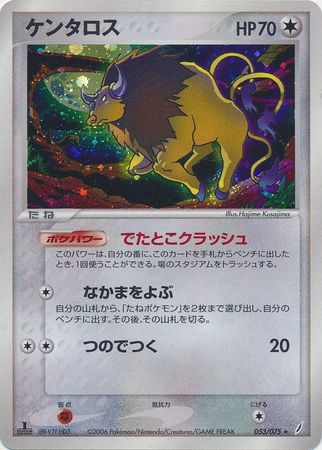 ケンタロス HP70
たね
Illus. Hajime Kusajima
ポケパワー でたとこクラッシュ
このパワーは、自分の番に、このカードを手札からベンチに出した
とき、1回使うことができる。場のスタジアムをトラッシュする。
なかまをよぶ
自分の山札から、「たねポケモン」を2枚まで選び出し、自分の
ベンチに出す。その後、その山札を切る。
つのでつく 20
弱点 抵抗力 にげる
1 EDITION ©2006 Pokémon/Nintendo/Creatures/GAME FREAK 053/075 ★